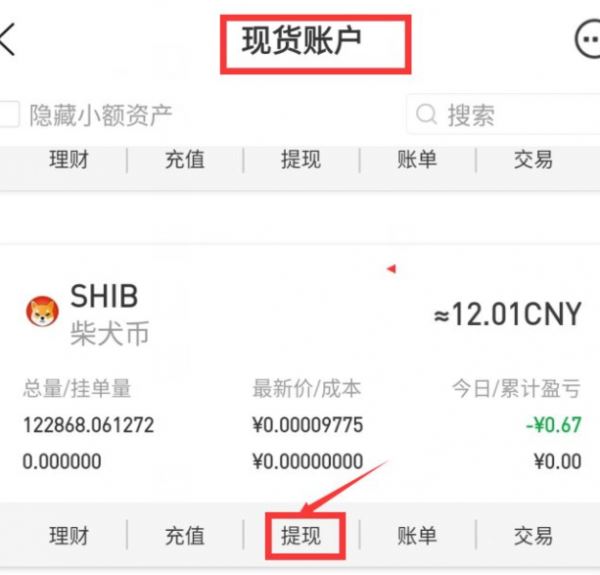 现货账户
隐藏小额资产 搜索
理财 充值 提现 账单 交易
SHIB ≈12.01CNY
柴犬币
总量/挂单量 最新价/成本 今日/累计盈亏
122868.061272 ¥0.00009775 -¥0.67
0.000000 ¥0.00000000 ¥0.00
理财 充值 提现 账单 交易